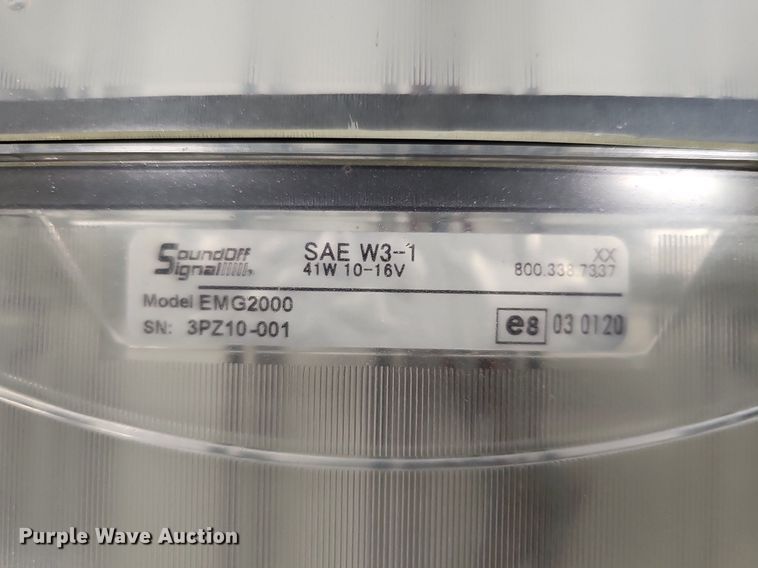 SoundOff
Signal
SAE W3-1
41W 10-16V
XX
800.338.7337
Model EMG2000
SN: 3PZ10-001
e8 03 0120
Purple Wave Auction